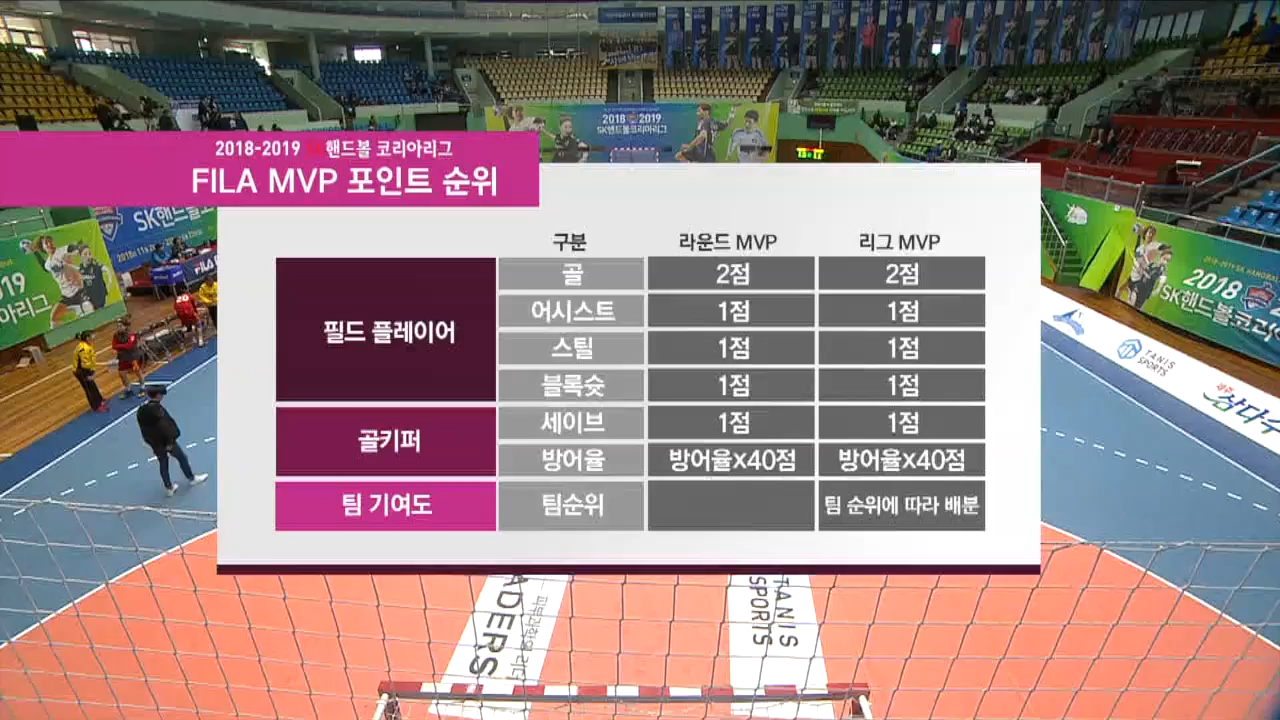 2018-2019 SK핸드볼 코리아리그
FILA MVP 포인트 순위
구분 라운드 MVP 리그 MVP
필드 플레이어
골 2점 2점
어시스트 1점 1점
스틸 1점 1점
블록슛 1점 1점
골키퍼
세이브 1점 1점
방어율 방어율X40점 방어율X40점
팀 기여도 팀순위 팀 순위에 따라 배분
2018 2019
SK핸드볼코리아리그
SK핸드볼
2019
2018
SK핸드볼코리
TANIS
SPORTS
제주
삼다수
FILA
ADERS
TANIS
SPORTS